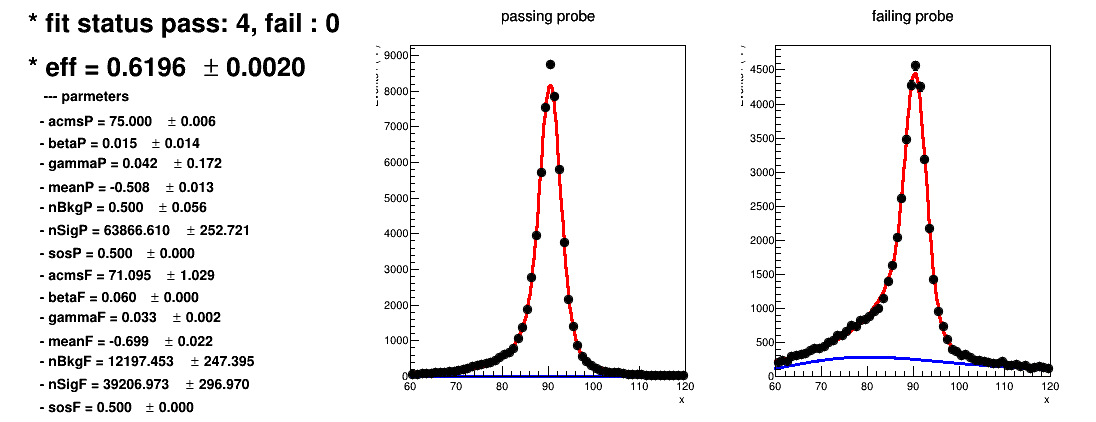 * fit status pass: 4, fail : 0
* eff = 0.6196 ± 0.0020
--- parmeters
- acmsP = 75.000 ± 0.006
- betaP = 0.015 ± 0.014
- gammaP = 0.042 ± 0.172
- meanP = -0.508 ± 0.013
- nBkgP = 0.500 ± 0.056
- nSigP = 63866.610 ± 252.721
- sosP = 0.500 ± 0.000
- acmsF = 71.095 ± 1.029
- betaF = 0.060 ± 0.000
- gammaF = 0.033 ± 0.002
- meanF = -0.699 ± 0.022
- nBkgF = 12197.453 ± 247.395
- nSigF = 39206.973 ± 296.970
- sosF = 0.500 ± 0.000
passing probe
9000
8000
7000
6000
5000
4000
3000
2000
1000
0
60 70 80 90 100 110 120
x
failing probe
4500
4000
3500
3000
2500
2000
1500
1000
500
0
60 70 80 90 100 110 120
x